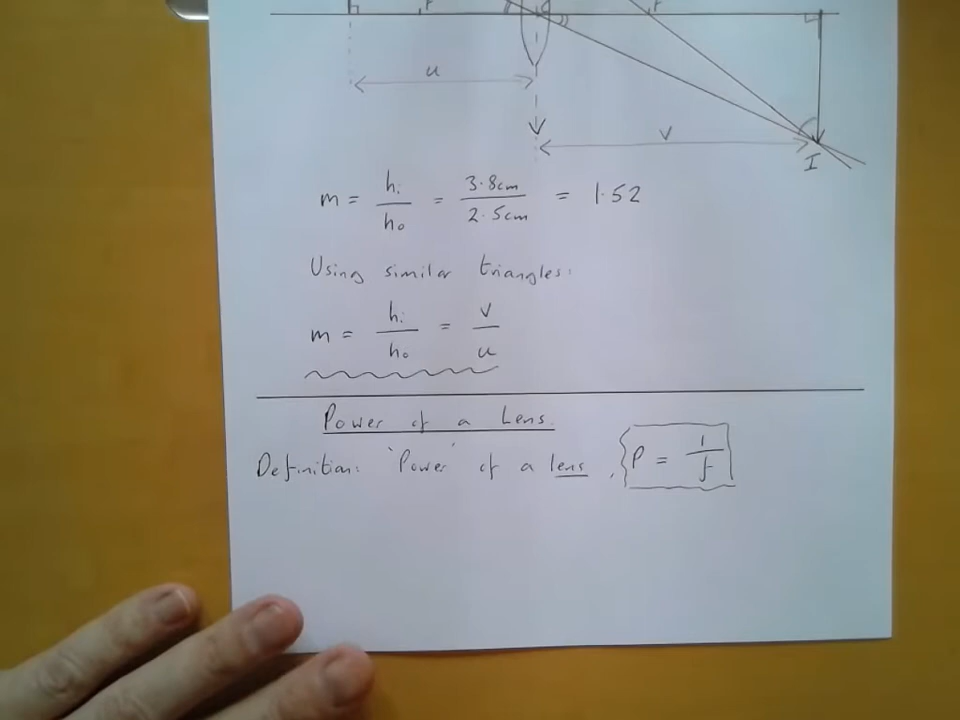 F F
u
v
I
m = hi / ho = 3.8cm / 2.5cm = 1.52
Using similar triangles:
m = hi / ho = v / u
Power of a Lens.
Definition: 'Power' of a lens, P = 1 / f